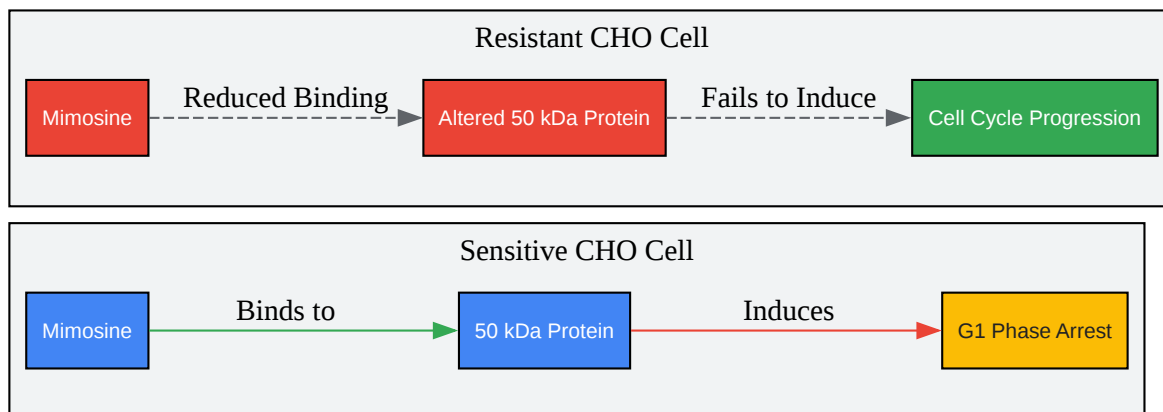 Resistant CHO Cell
Mimosine
Reduced Binding
Altered 50 kDa Protein
Fails to Induce
Cell Cycle Progression
Sensitive CHO Cell
Mimosine
Binds to
50 kDa Protein
Induces
G1 Phase Arrest